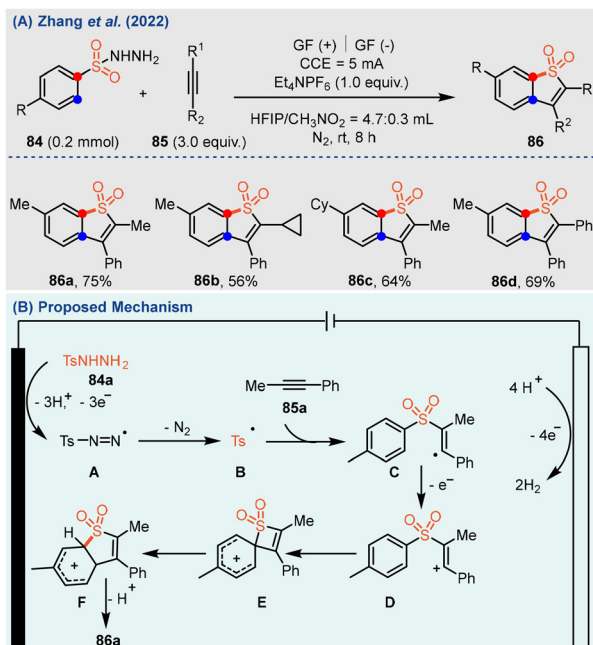 (A) Zhang et al. (2022)
R
S
O
O
NHNH2
84 (0.2 mmol)
+
R1
R2
85 (3.0 equiv.)
GF (+) | GF (-)
CCE = 5 mA
Et4NPF6 (1.0 equiv.)
HFIP/CH3NO2 = 4.7:0.3 mL
N2, rt, 8 h
R
O
O
S
R
R2
86
Me
O
O
S
Me
Ph
86a, 75%
Me
O
O
S
Ph
86b, 56%
Cy
O
O
S
Me
Ph
86c, 64%
Me
O
O
S
Ph
Ph
86d, 69%
(B) Proposed Mechanism
TsNHNH2
84a
- 3H,+ - 3e−
Ts—N=N•
A
- N2
Ts•
B
Me
Ph
85a
O
O
S
Me
Ph
C
- e−
O
O
S
Me
+
Ph
D
O
O
S
Me
Ph
+
E
H
O
O
S
Me
Ph
+
F
- H+
86a
4 H+
- 4e−
2H2